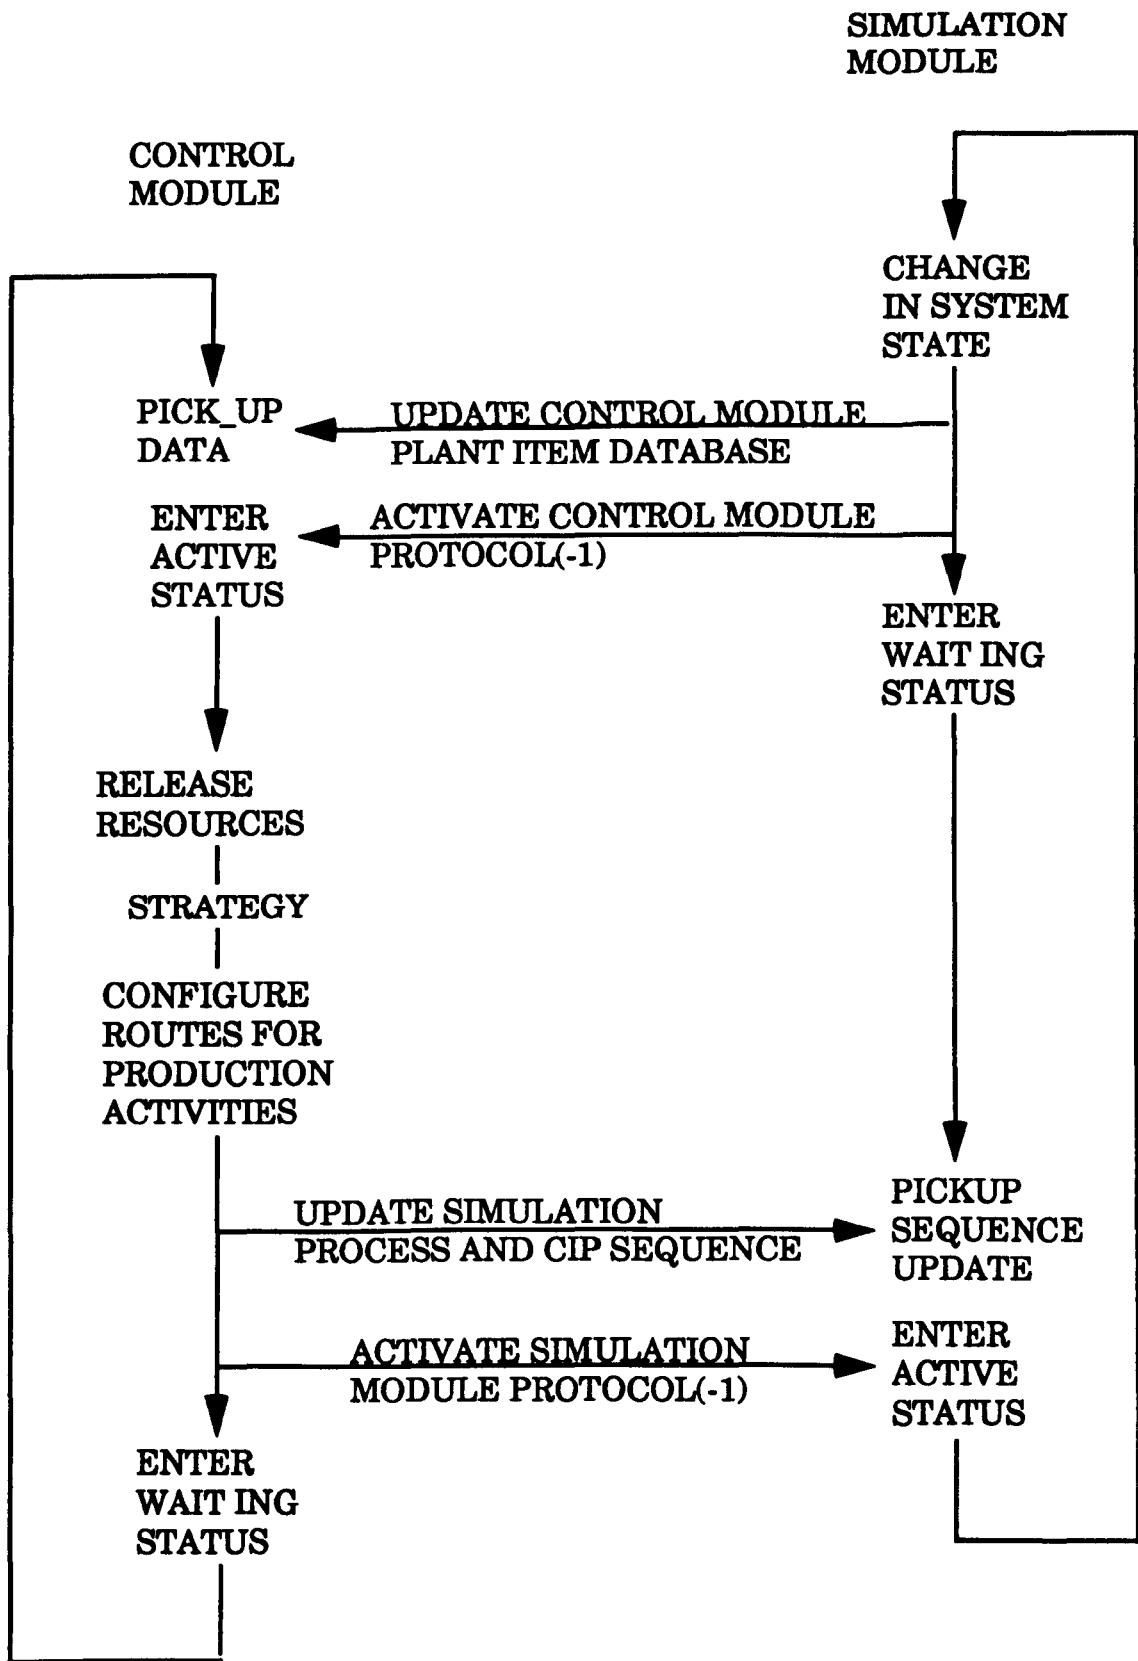 SIMULATION
MODULE
CONTROL
MODULE
CHANGE
IN SYSTEM
STATE
PICK_UP
DATA
UPDATE CONTROL MODULE
PLANT ITEM DATABASE
ENTER
ACTIVE
STATUS
ACTIVATE CONTROL MODULE
PROTOCOL(-1)
ENTER
WAIT ING
STATUS
RELEASE
RESOURCES
STRATEGY
CONFIGURE
ROUTES FOR
PRODUCTION
ACTIVITIES
UPDATE SIMULATION
PROCESS AND CIP SEQUENCE
PICKUP
SEQUENCE
UPDATE
ACTIVATE SIMULATION
MODULE PROTOCOL(-1)
ENTER
ACTIVE
STATUS
ENTER
WAIT ING
STATUS